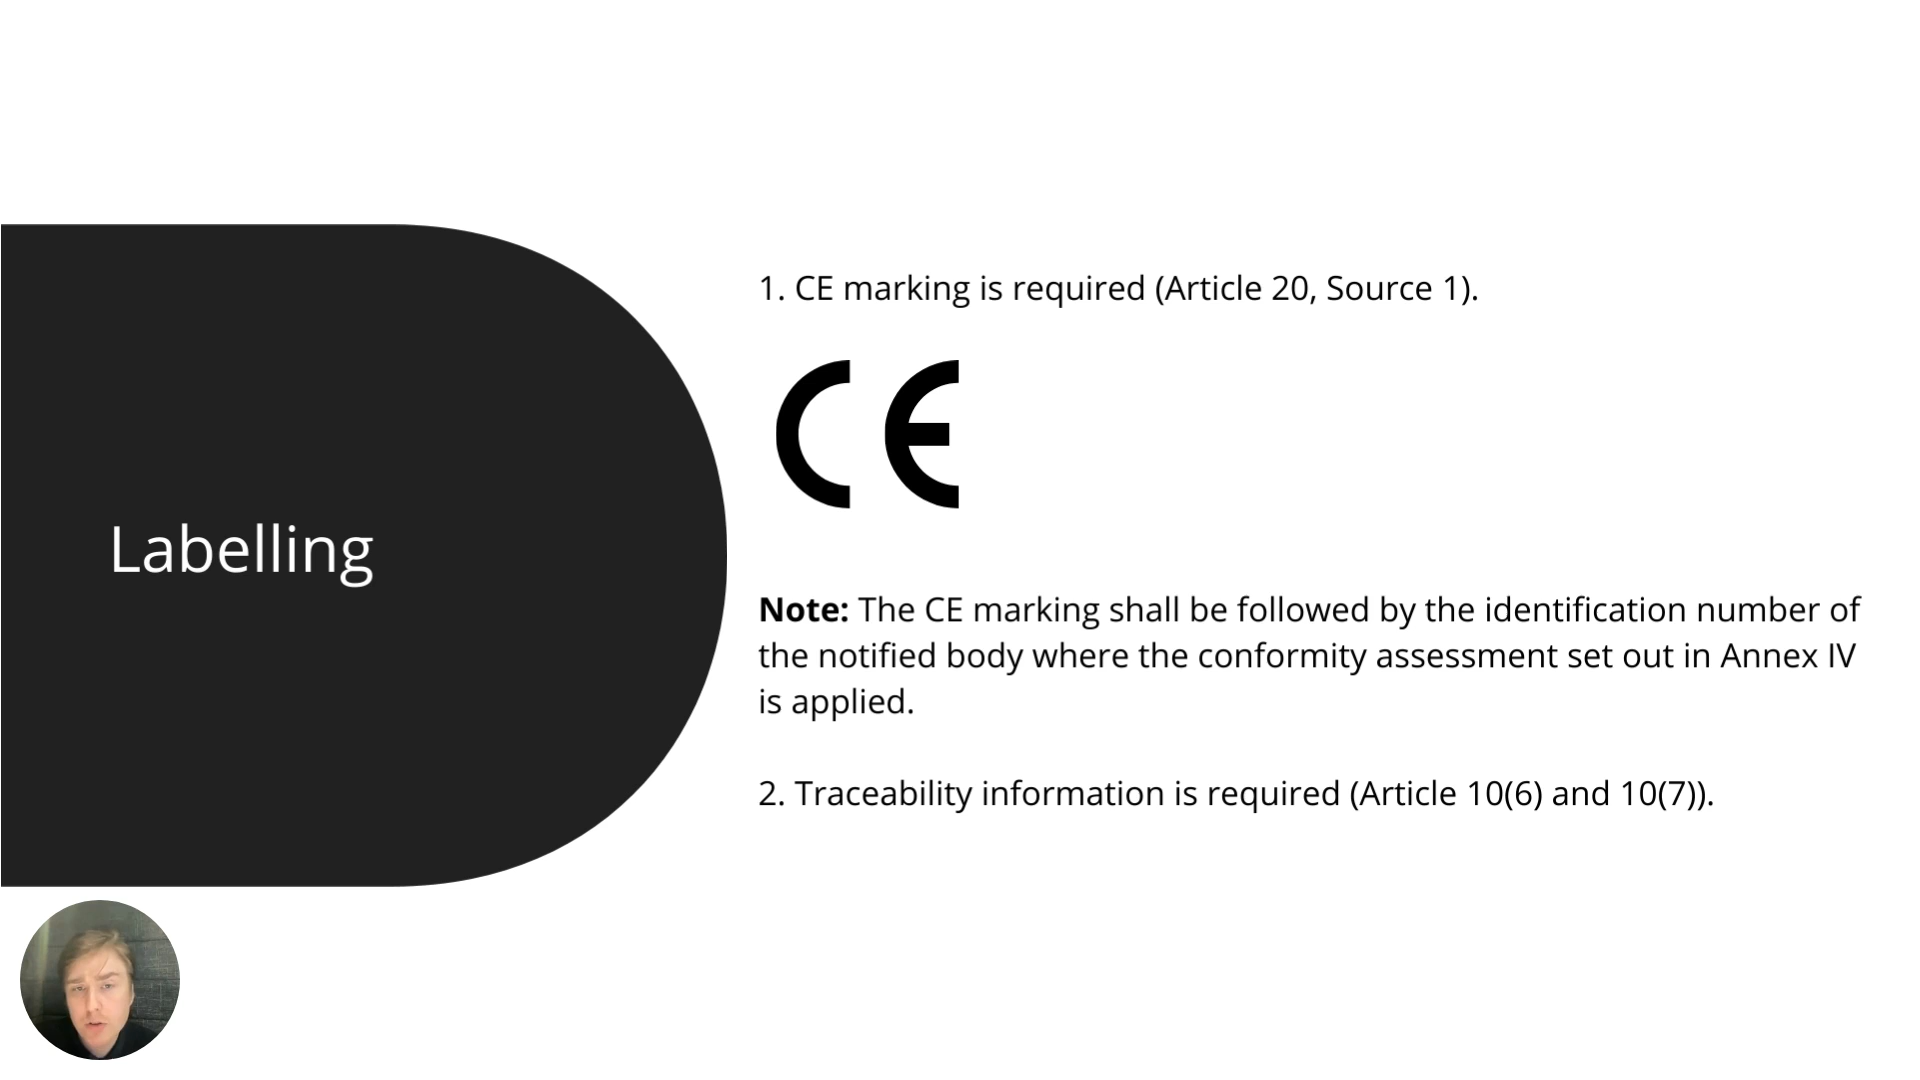 Labelling
1. CE marking is required (Article 20, Source 1).
CE
Note: The CE marking shall be followed by the identification number of
the notified body where the conformity assessment set out in Annex IV
is applied.
2. Traceability information is required (Article 10(6) and 10(7)).